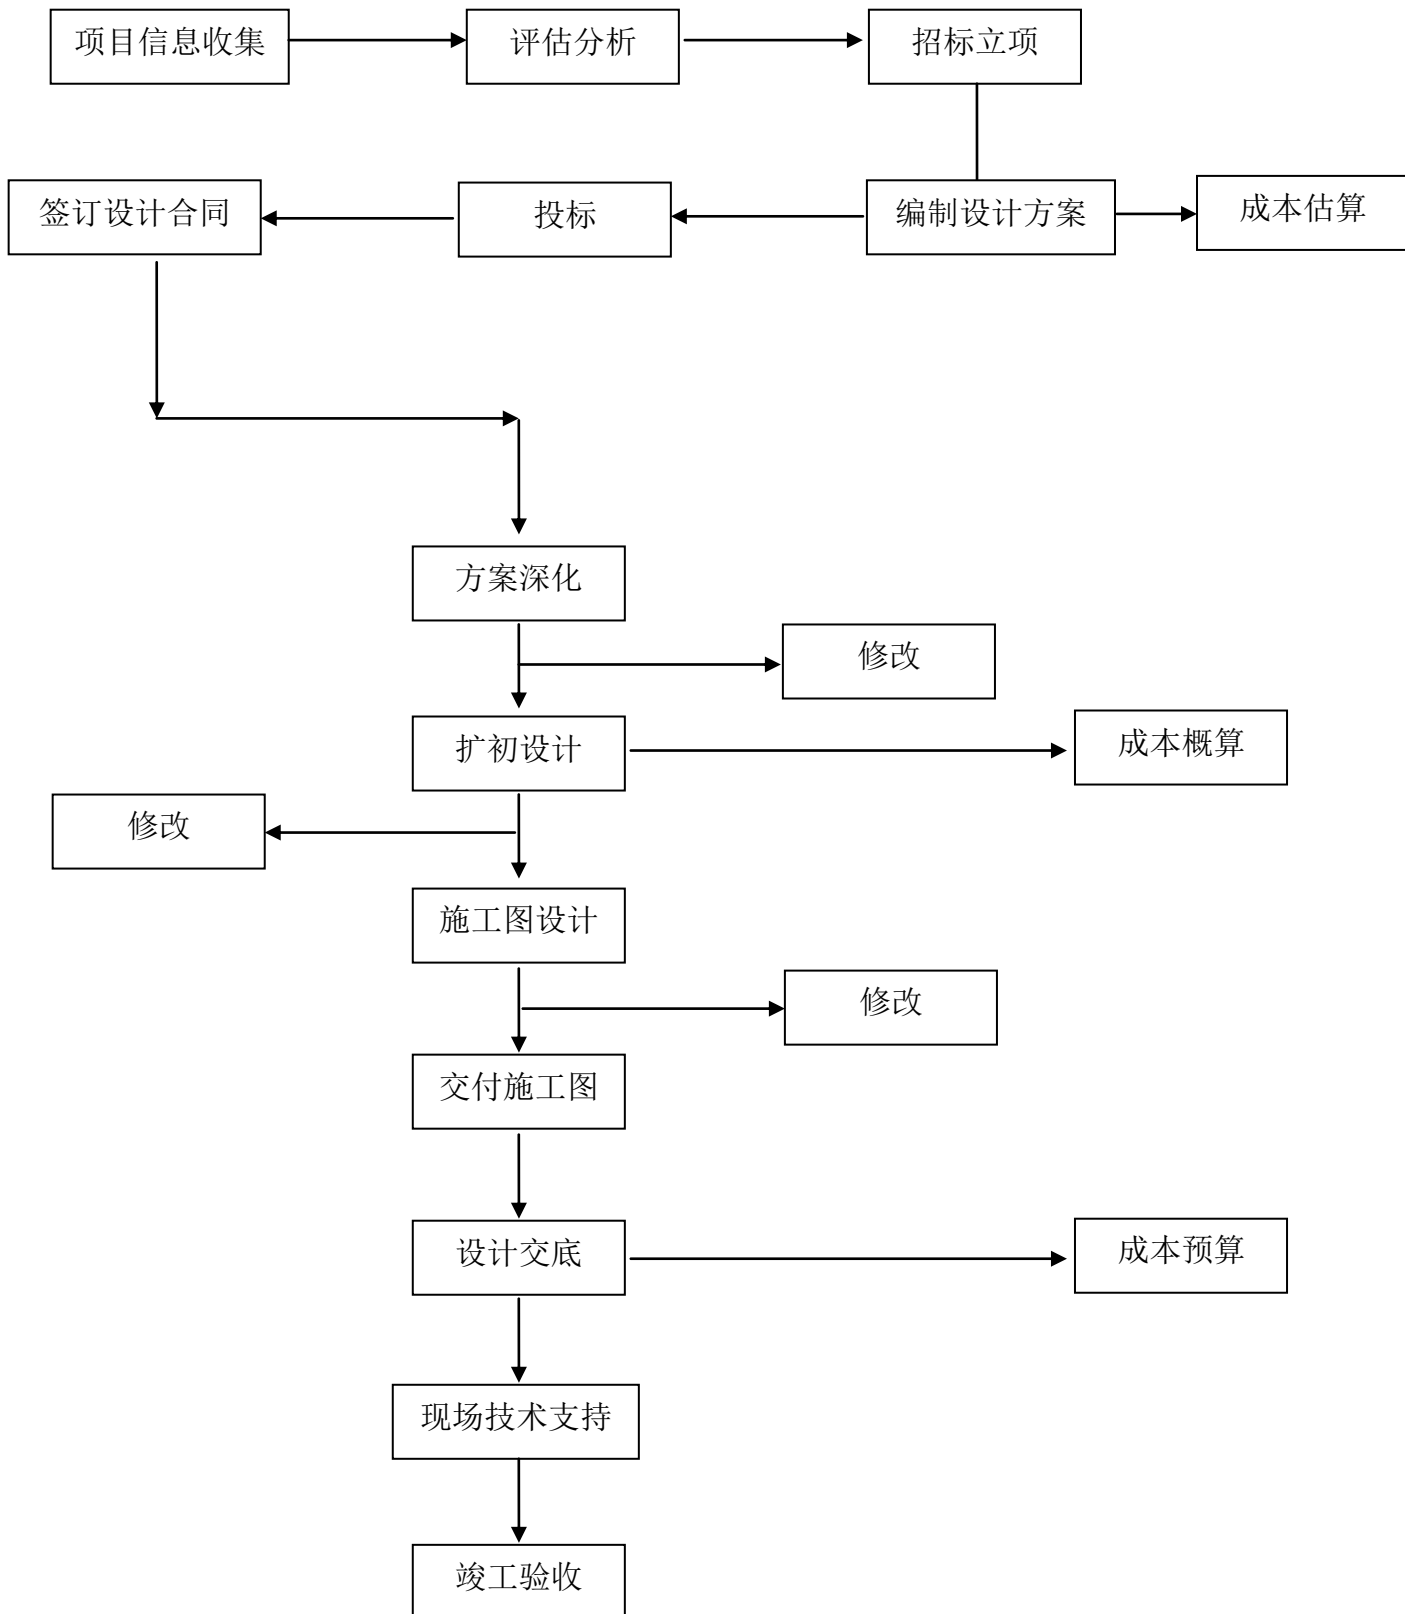 项目信息收集
评估分析
招标立项
签订设计合同
投标
编制设计方案
成本估算
方案深化
修改
扩初设计
成本概算
修改
施工图设计
修改
交付施工图
设计交底
成本预算
现场技术支持
竣工验收